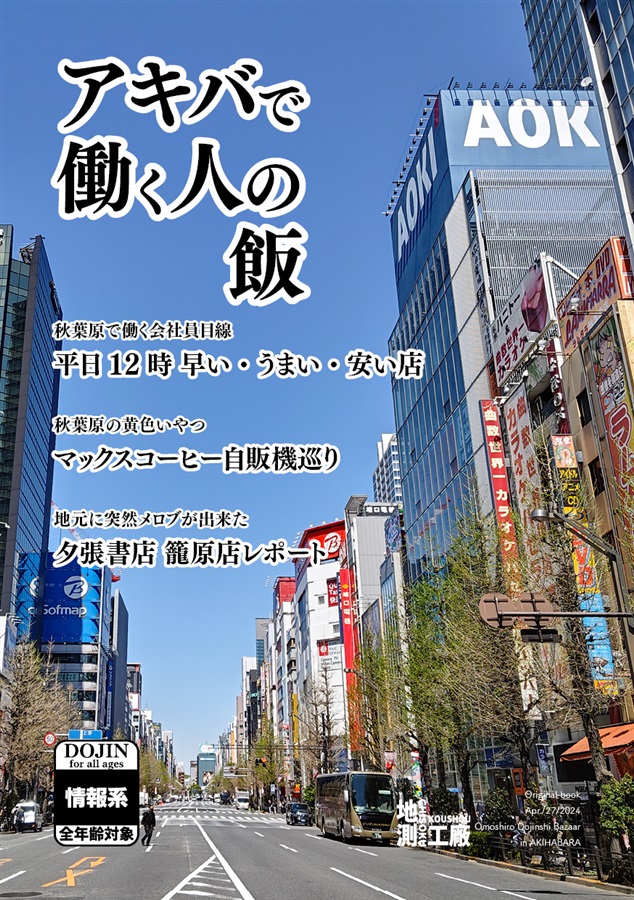 アキバで
働く人の
飯
秋葉原で働く会社員目線
平日12時 早い・うまい・安い店
秋葉原の黄色いやつ
マックスコーヒー自販機巡り
地元に突然メロブが出来た
夕張書店 籠原店レポート
AOKI
AOK
Sofmap
DOJIN
for all ages
情報系
全年齢対象
地測
工廠
KOUSHOU
Original book
Apr./27/2024
Omoshiro Dojinshi Bazaar
in AKIHABARA